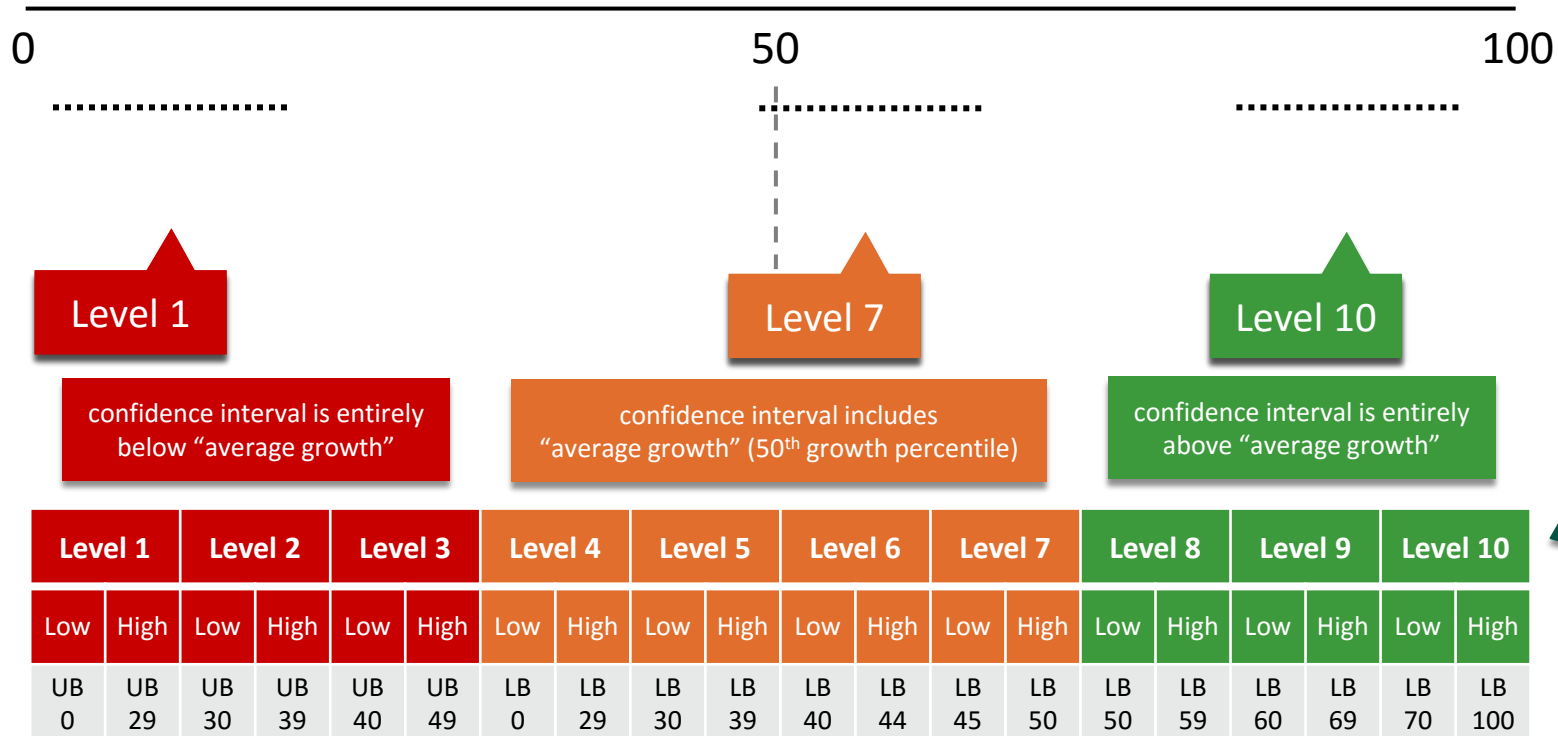 0 50 100
Level 1 Level 7 Level 10
confidence interval is entirely
below “average growth”
confidence interval includes
“average growth” (50th growth percentile)
confidence interval is entirely
above “average growth”
Level 1 Level 2 Level 3 Level 4 Level 5 Level 6 Level 7 Level 8 Level 9 Level 10
Low High Low High Low High Low High Low High Low High Low High Low High Low High Low High
UB UB UB UB UB UB LB LB LB LB LB LB LB LB LB LB LB LB LB LB
0 29 30 39 40 49 0 29 30 39 40 44 45 50 50 59 60 69 70 100